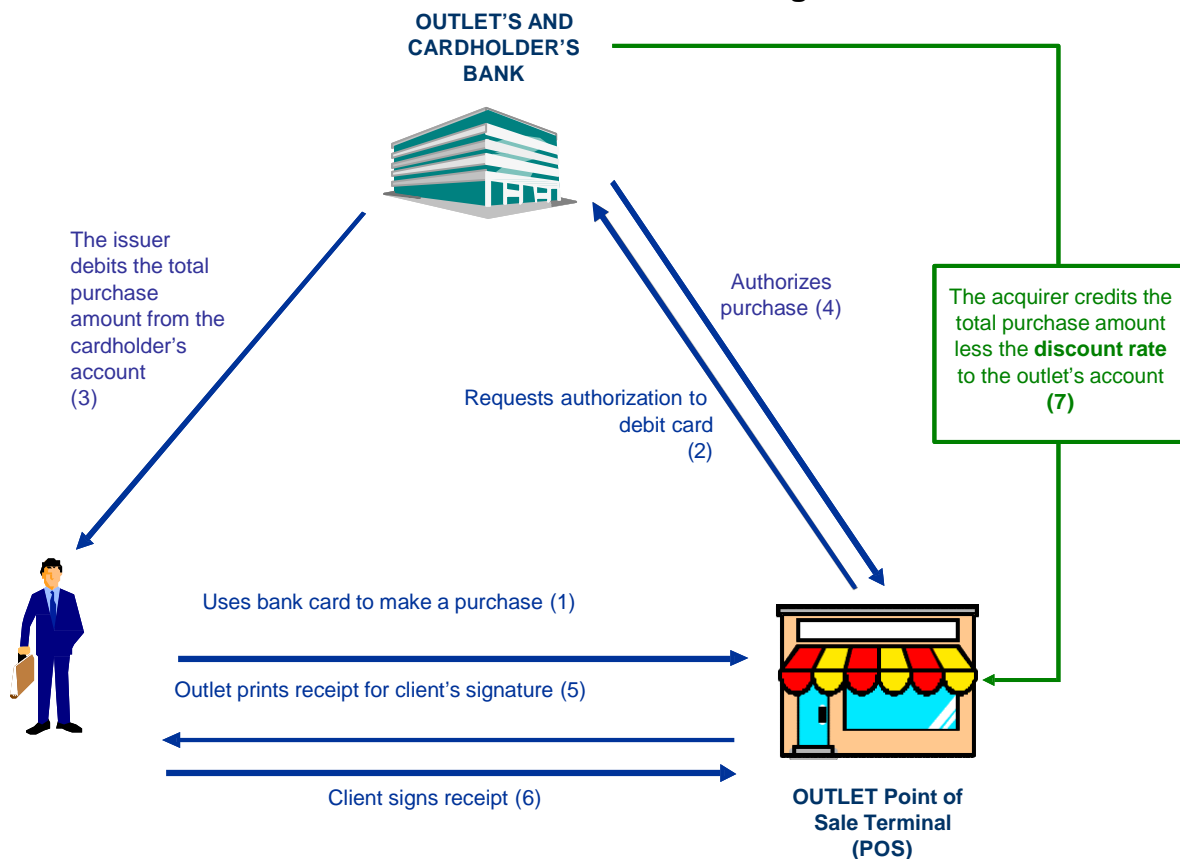 OUTLET'S AND
CARDHOLDER'S
BANK
The issuer
debits the total
purchase
amount from the
cardholder's
account
(3)
Authorizes
purchase (4)
The acquirer credits the
total purchase amount
less the discount rate
to the outlet's account
(7)
Requests authorization to
debit card
(2)
Uses bank card to make a purchase (1)
Outlet prints receipt for client's signature (5)
Client signs receipt (6)
OUTLET Point of
Sale Terminal
(POS)